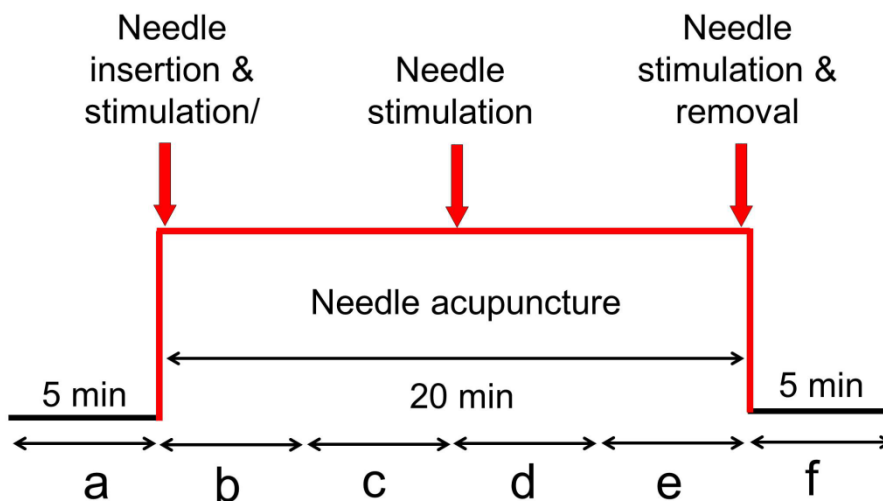 Needle
insertion &
stimulation/
Needle
stimulation
Needle
stimulation &
removal
Needle acupuncture
5 min
20 min
5 min
a
b
c
d
e
f